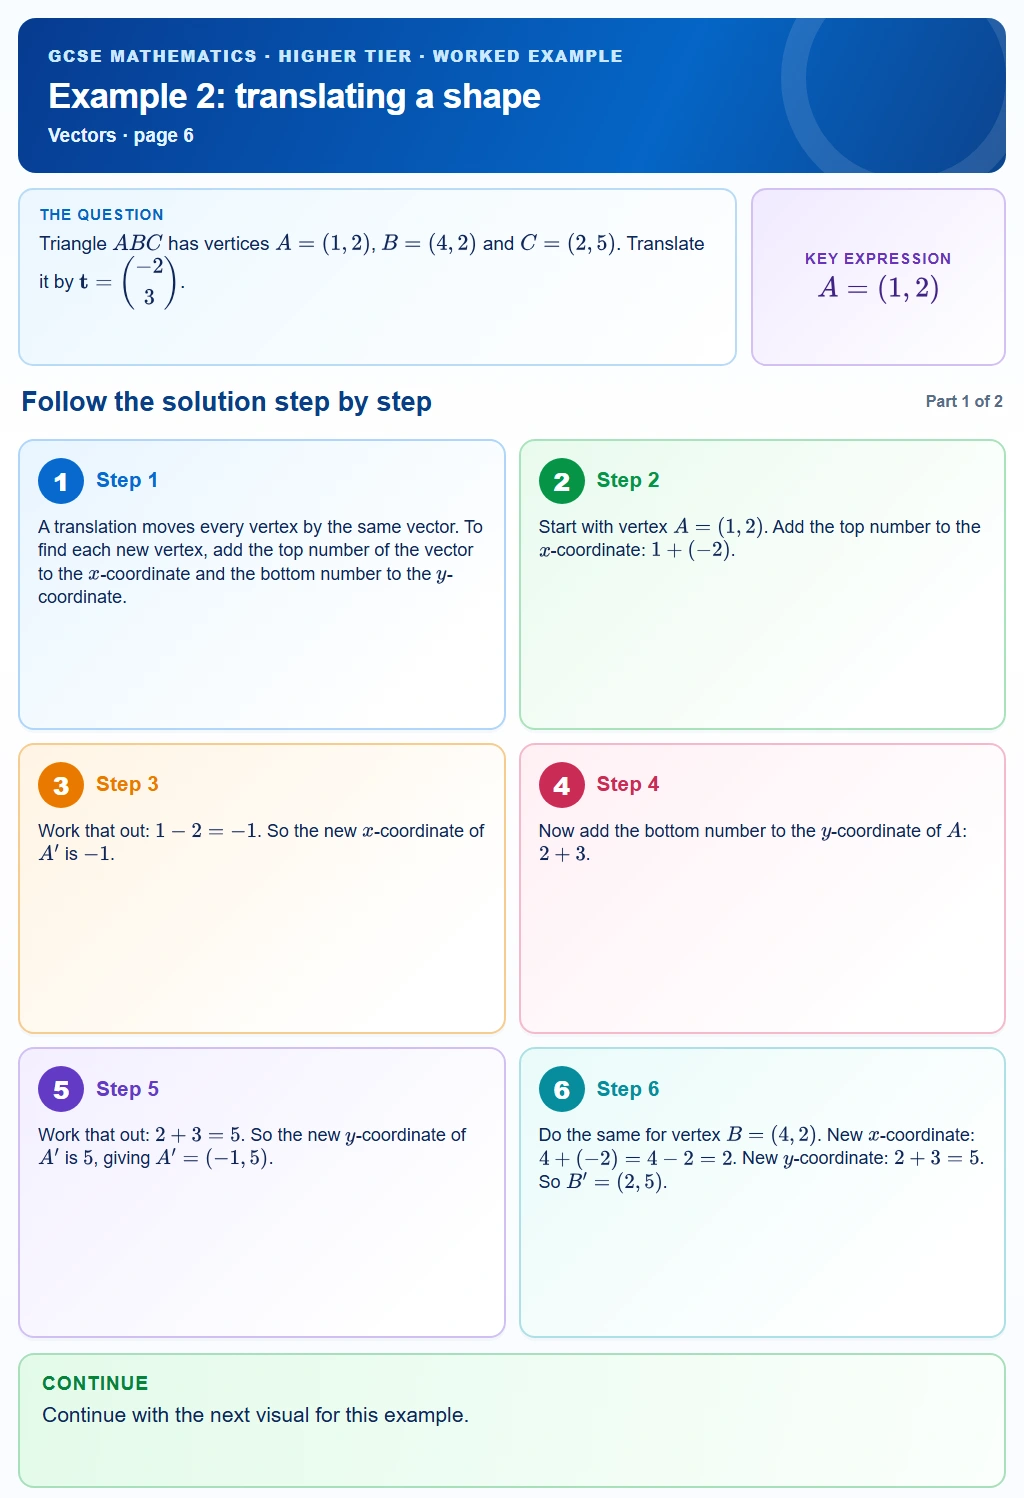 GCSE MATHEMATICS · HIGHER TIER · WORKED EXAMPLE
Example 2: translating a shape
Vectors · page 6
THE QUESTION
Triangle ABC has vertices A = (1, 2), B = (4, 2) and C = (2, 5). Translate
it by t = (−2
3).
KEY EXPRESSION
A = (1, 2)
Follow the solution step by step
Part 1 of 2
1 Step 1
A translation moves every vertex by the same vector. To
find each new vertex, add the top number of the vector
to the x-coordinate and the bottom number to the y-
coordinate.
2 Step 2
Start with vertex A = (1, 2). Add the top number to the
x-coordinate: 1 + (−2).
3 Step 3
Work that out: 1 − 2 = −1. So the new x-coordinate of
A′ is −1.
4 Step 4
Now add the bottom number to the y-coordinate of A:
2 + 3.
5 Step 5
Work that out: 2 + 3 = 5. So the new y-coordinate of
A′ is 5, giving A′ = (−1, 5).
6 Step 6
Do the same for vertex B = (4, 2). New x-coordinate:
4 + (−2) = 4 − 2 = 2. New y-coordinate: 2 + 3 = 5.
So B′ = (2, 5).
CONTINUE
Continue with the next visual for this example.